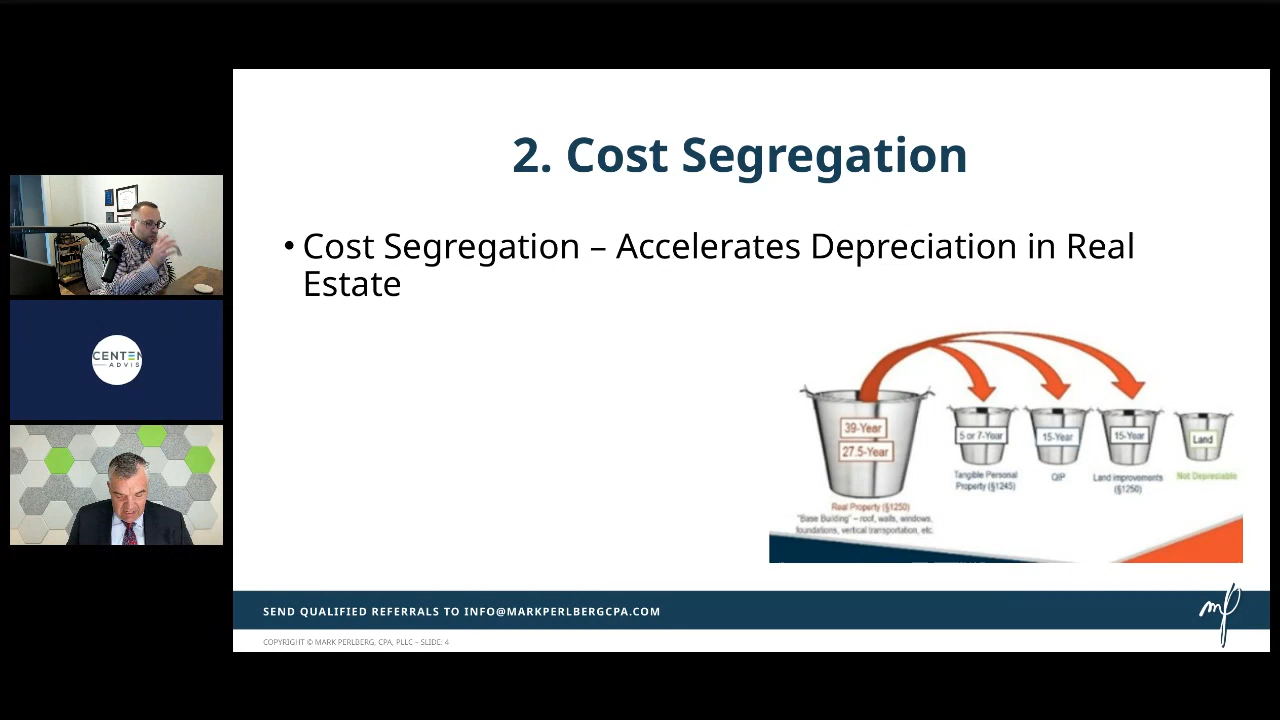 2. Cost Segregation
• Cost Segregation – Accelerates Depreciation in Real
Estate
39-Year
27.5-Year
5 or 7-Year
15-Year
15-Year
Land
Tangible Personal
Property (§1245)
QIP
Land improvements
(§1250)
Not Depreciable
Real Property (§1250)
"Base Building" – roof, walls, windows,
foundations, vertical transportation, etc.
CENTEN
ADVIS
SEND QUALIFIED REFERRALS TO INFO@MARKPERLBERGCPA.COM
mp
COPYRIGHT © MARK PERLBERG, CPA, PLLC – SLIDE: 4